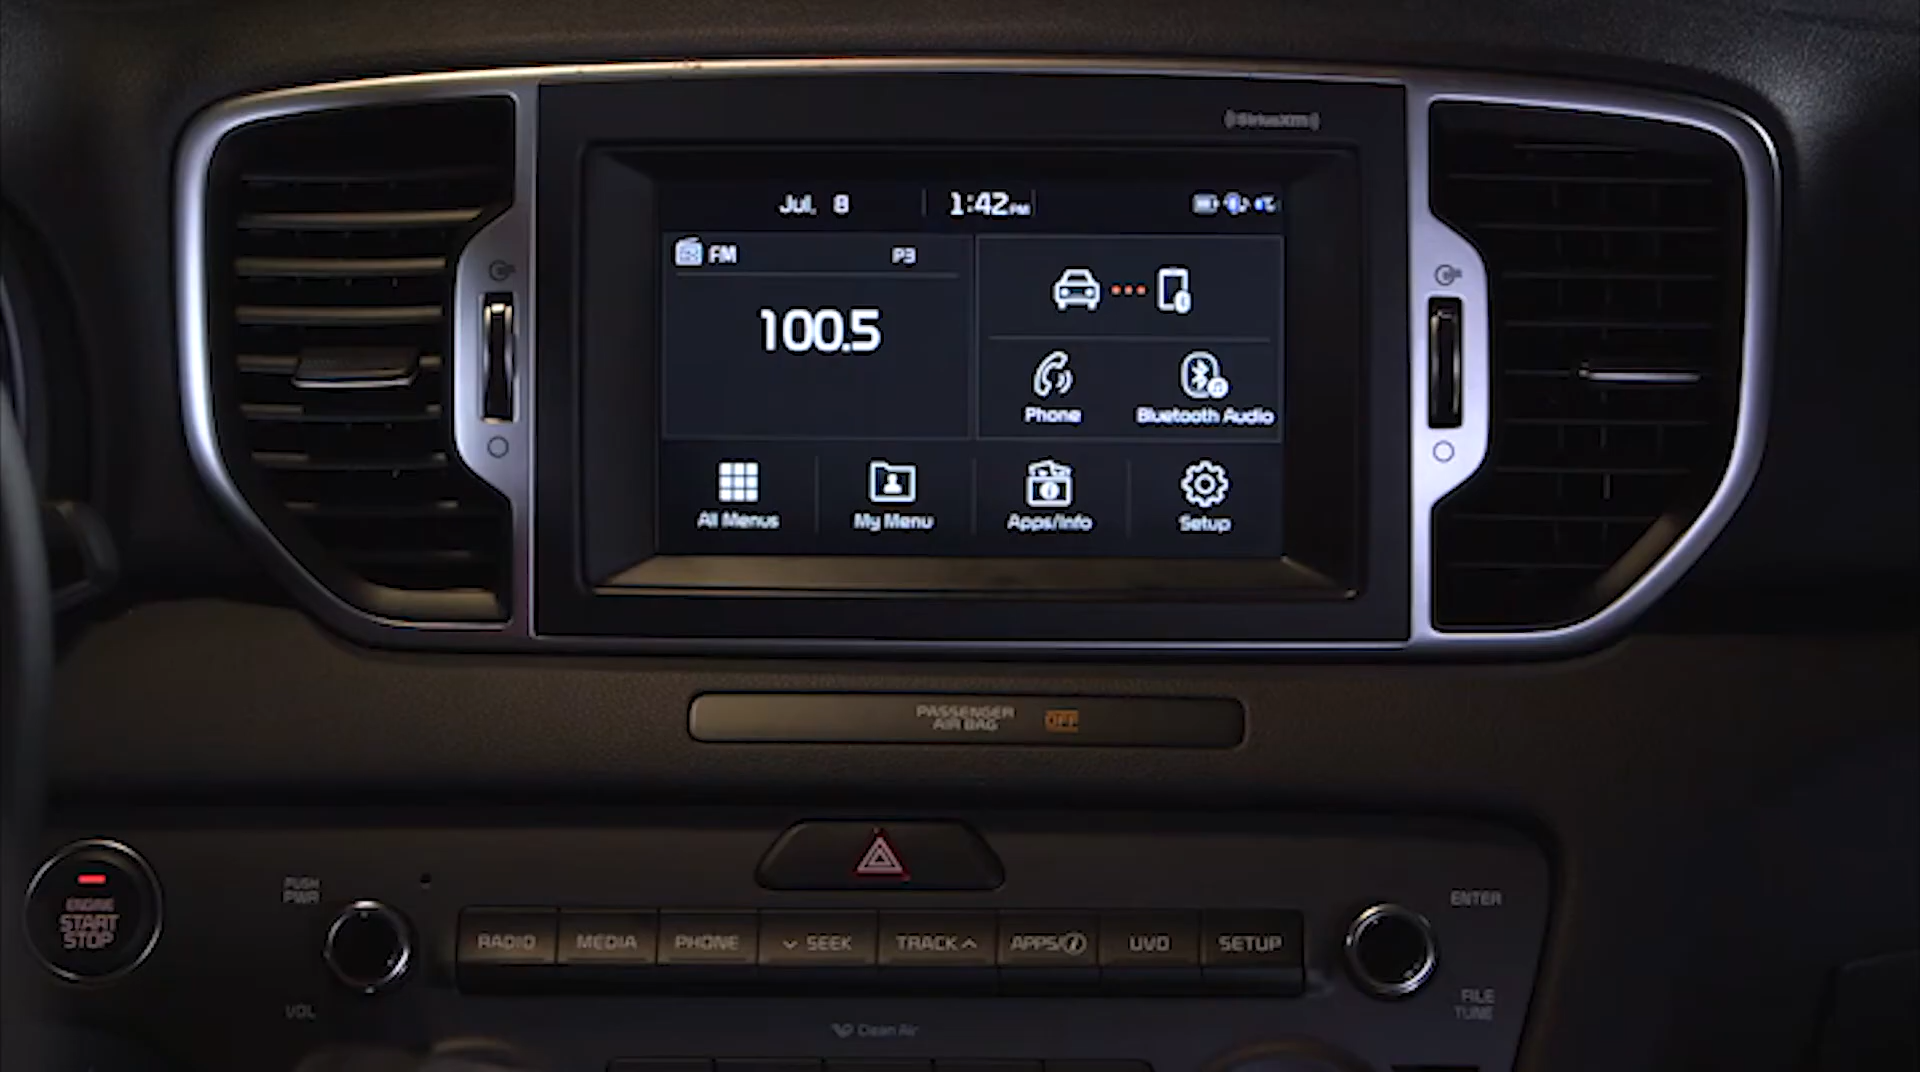 SiriusXM
Jul. 8 1:42 PM
FM P3
100.5
Phone Bluetooth Audio
All Menus My Menu Apps/Info Setup
PASSENGER
AIR BAG OFF
ENGINE
START
STOP
PUSH
PWR
VOL
RADIO MEDIA PHONE SEEK TRACK APPS/i UVO SETUP
ENTER
FILE
TUNE
Clean Air